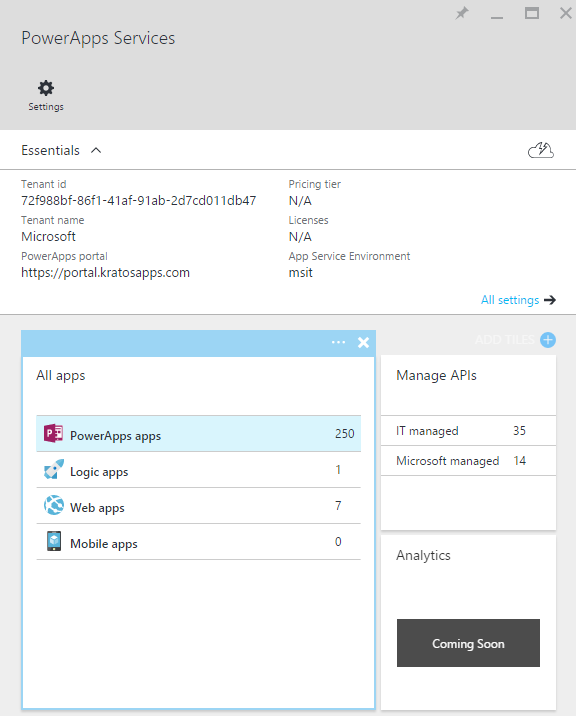 PowerApps Services
Settings
Essentials
Tenant id
72f988bf-86f1-41af-91ab-2d7cd011db47
Tenant name
Microsoft
PowerApps portal
https://portal.kratosapps.com
Pricing tier
N/A
Licenses
N/A
App Service Environment
msit
All settings
ADD TILES
All apps
PowerApps apps 250
Logic apps 1
Web apps 7
Mobile apps 0
Manage APIs
IT managed 35
Microsoft managed 14
Analytics
Coming Soon